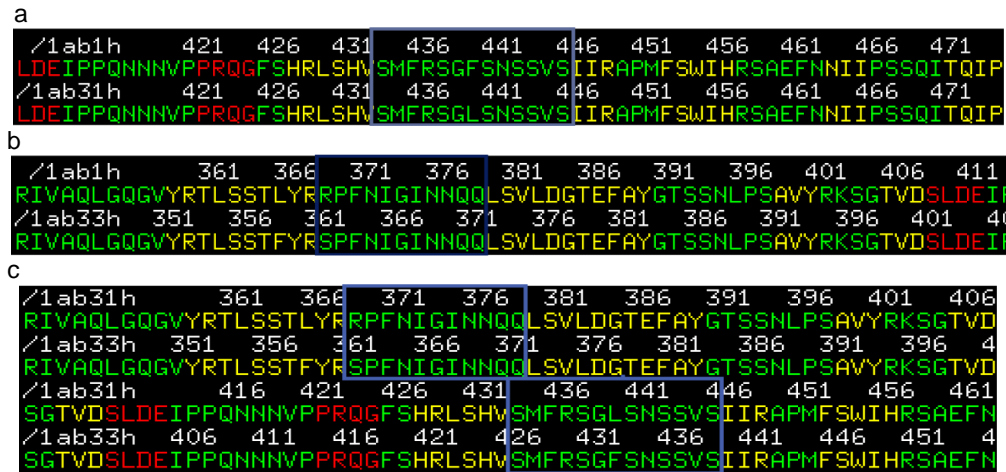 a
/1ab1h 421 426 431 436 441 446 451 456 461 466 471
LDEIPPQNNNVPPRQGFSHRLSHVSMFRSGFSNSSVSIIRAPMFSWIHRSAEFNNIIPSSQITQIP
/1ab31h 421 426 431 436 441 446 451 456 461 466 471
LDEIPPQNNNVPPRQGFSHRLSHVSMFRSGLSNSSVSIIRAPMFSWIHRSAEFNNIIPSSQITQIP
b
/1ab1h 361 366 371 376 381 386 391 396 401 406 411
RIVAQLGQGVYRTLSSTLYRRPFNIGINNQQLSVLDGTEFAYGTSSNLPSAVYRKSGTVDSLDEI
/1ab33h 351 356 361 366 371 376 381 386 391 396 401
RIVAQLGQGVYRTLSSTFYRSPFNIGINNQQLSVLDGTEFAYGTSSNLPSAVYRKSGTVDSLDEI
c
/1ab31h 361 366 371 376 381 386 391 396 401 406
RIVAQLGQGVYRTLSSTLYRRPFNIGINNQQLSVLDGTEFAYGTSSNLPSAVYRKSGTVD
/1ab33h 351 356 361 366 371 376 381 386 391 396 4
RIVAQLGQGVYRTLSSTFYRSPFNIGINNQQLSVLDGTEFAYGTSSNLPSAVYRKSGTVD
/1ab31h 416 421 426 431 436 441 446 451 456 461
SGTVDSLDEIPPQNNNVPPRQGFSHRLSHVSMFRSGLSNSSVSIIRAPMFSWIHRSAEFN
/1ab33h 406 411 416 421 426 431 436 441 446 451 4
SGTVDSLDEIPPQNNNVPPRQGFSHRLSHVSMFRSGFSNSSVSIIRAPMFSWIHRSAEFN